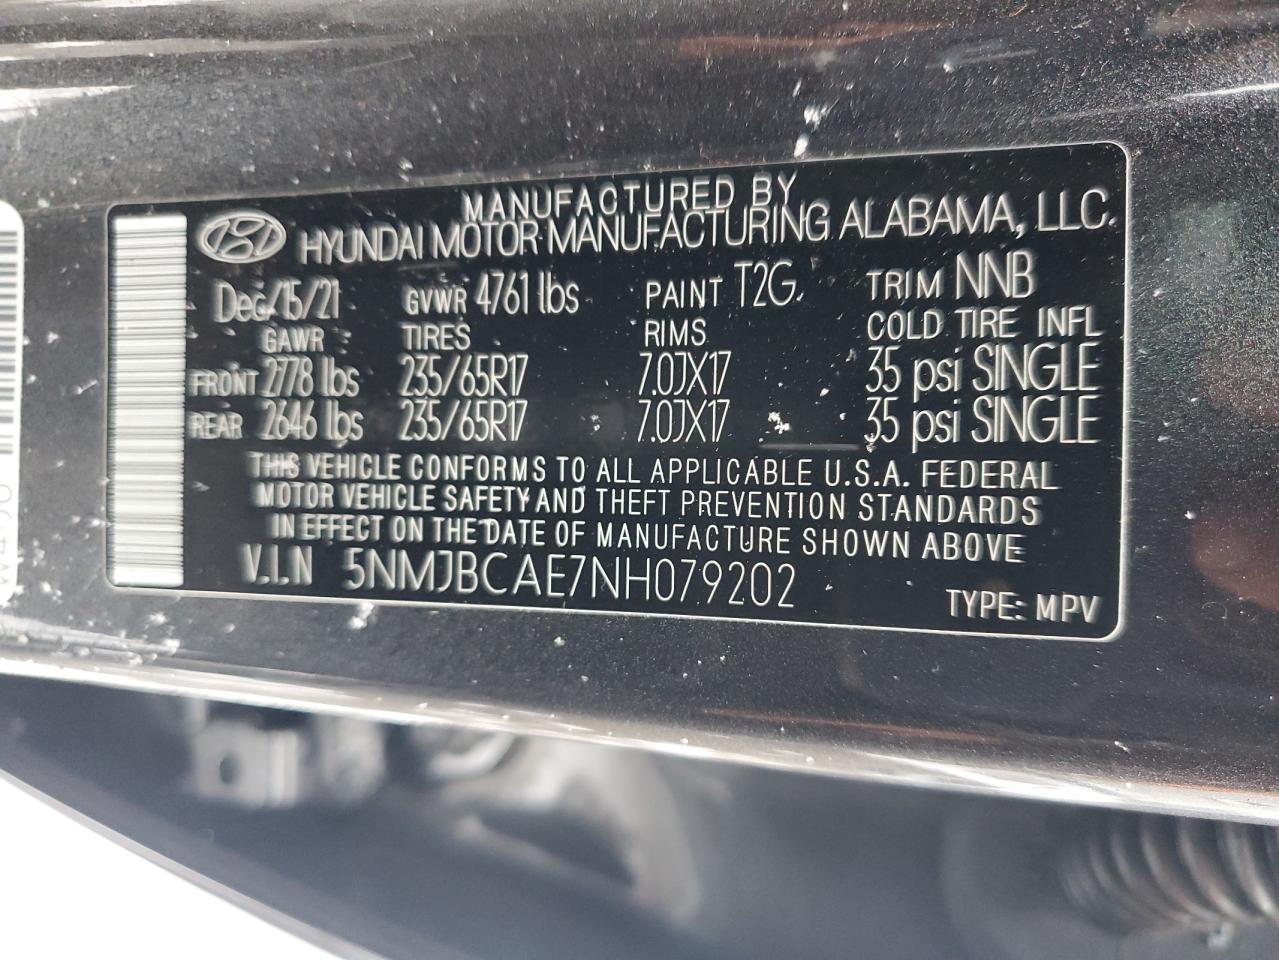 MANUFACTURED BY
HYUNDAI MOTOR MANUFACTURING ALABAMA, LLC.
Dec/15/21 GVWR 4761 lbs PAINT T2G TRIM NNB
GAWR TIRES RIMS COLD TIRE INFL
FRONT 2778 lbs 235/65R17 7.0JX17 35 psi SINGLE
REAR 2646 lbs 235/65R17 7.0JX17 35 psi SINGLE
THIS VEHICLE CONFORMS TO ALL APPLICABLE U.S.A. FEDERAL
MOTOR VEHICLE SAFETY AND THEFT PREVENTION STANDARDS
IN EFFECT ON THE DATE OF MANUFACTURE SHOWN ABOVE
V.I.N 5NMJBCAE7NH079202
TYPE: MPV